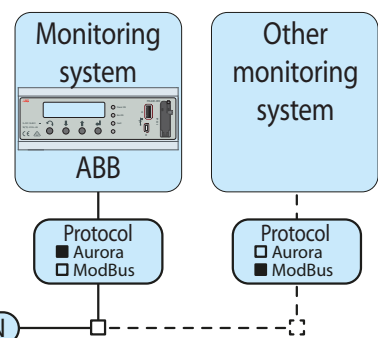 Monitoring
system
ABB
Other
monitoring
system
Protocol
■ Aurora
□ ModBus
Protocol
□ Aurora
■ ModBus
N